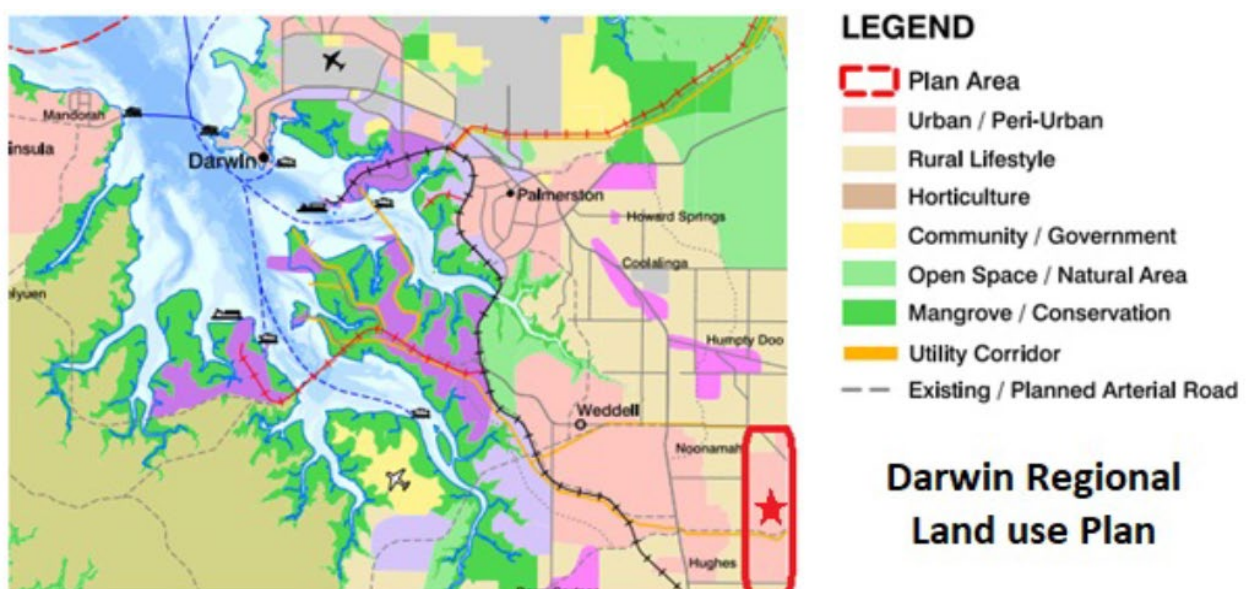 Mandorah
insula
Darwin
Palmerston
Howard Springs
Coolalinga
elyuen
Humpty Doo
Weddell
Noonamah
Hughes
LEGEND
Plan Area
Urban / Peri-Urban
Rural Lifestyle
Horticulture
Community / Government
Open Space / Natural Area
Mangrove / Conservation
Utility Corridor
Existing / Planned Arterial Road
Darwin Regional
Land use Plan